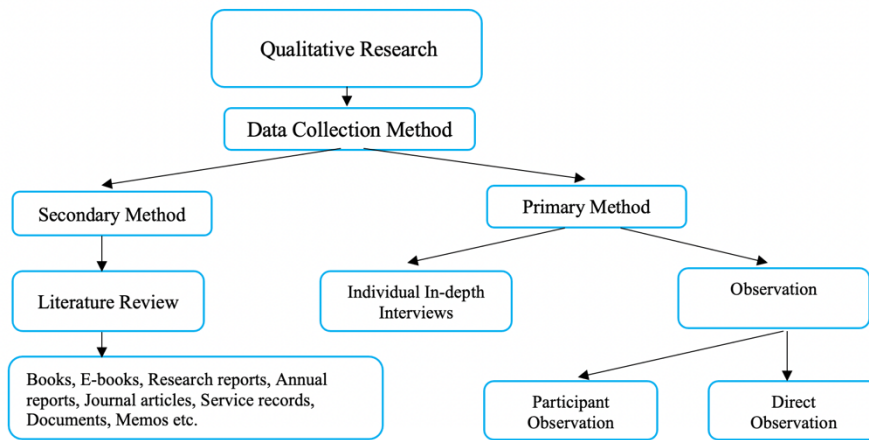 Qualitative Research
Data Collection Method
Secondary Method
Primary Method
Literature Review
Individual In-depth
Interviews
Observation
Books, E-books, Research reports, Annual
reports, Journal articles, Service records,
Documents, Memos etc.
Participant
Observation
Direct
Observation